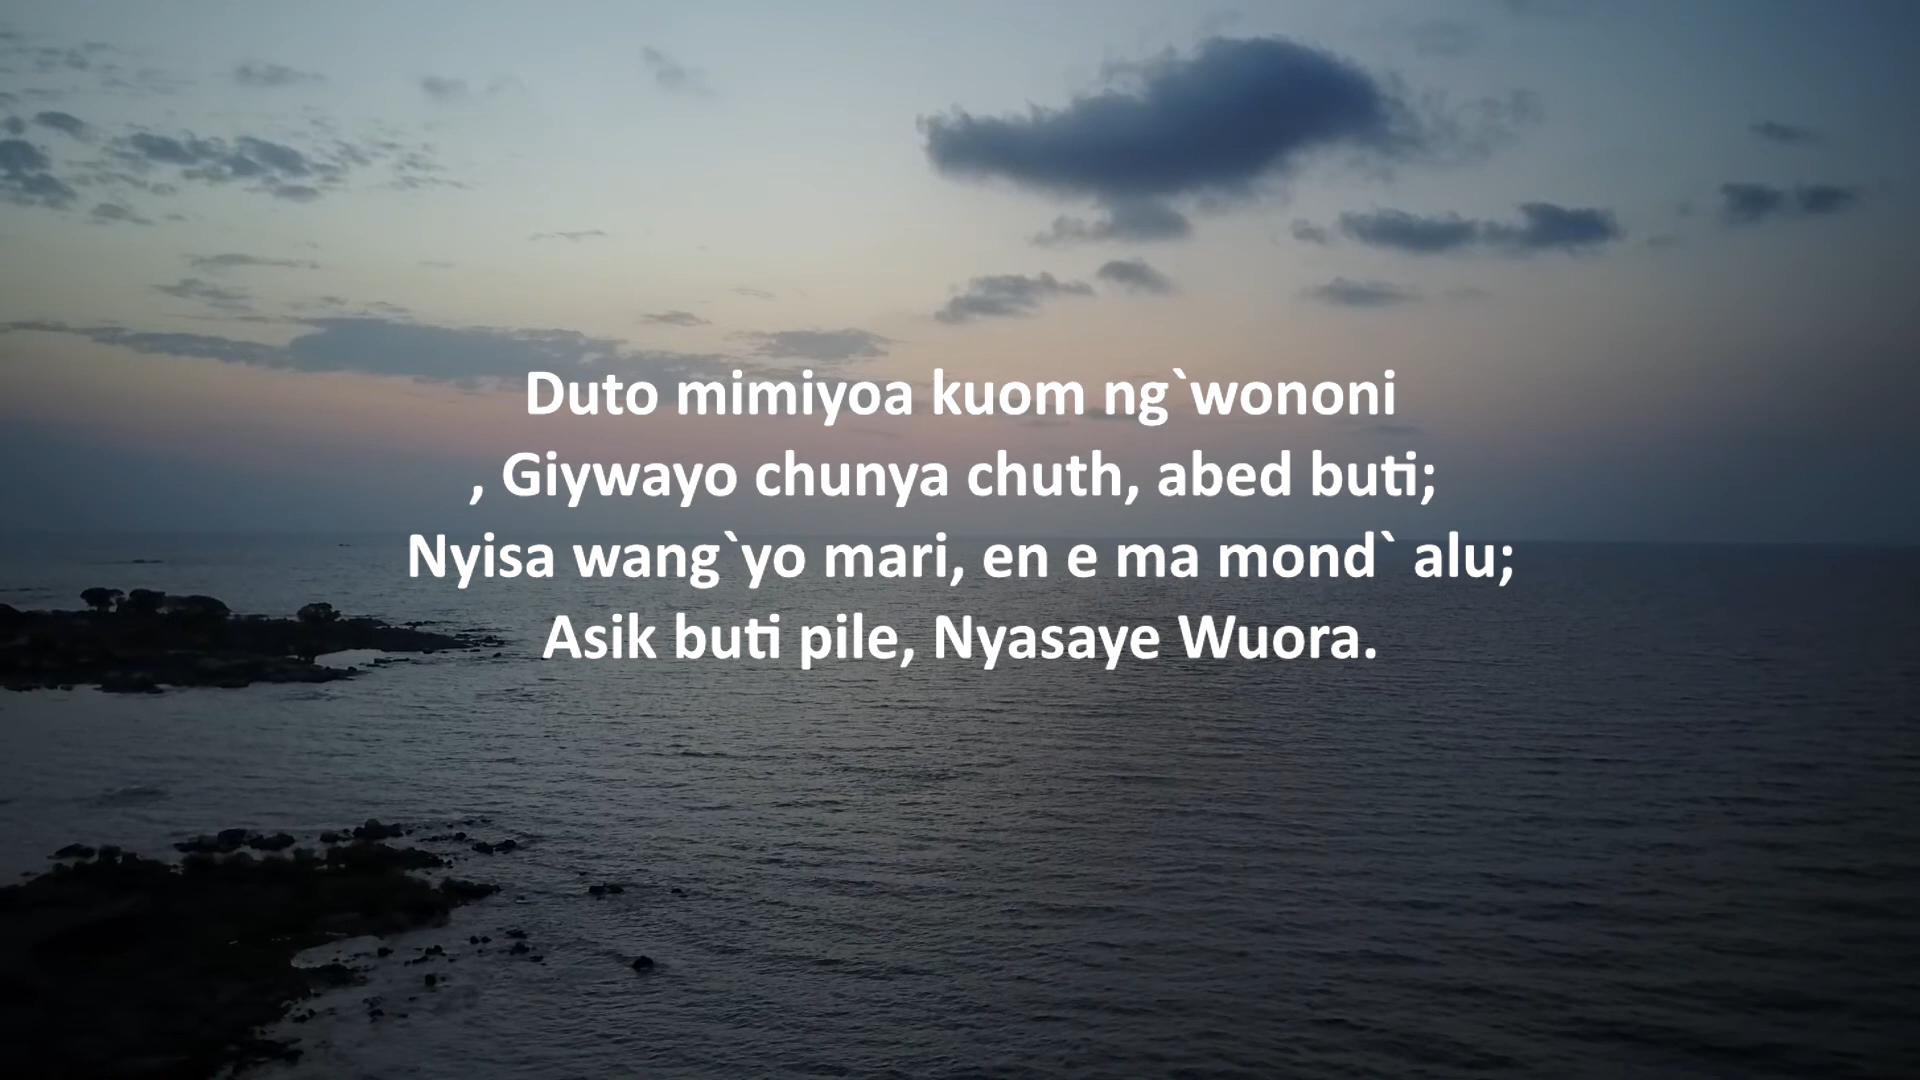 Duto mimiyoa kuom ng`wononi
, Giywayo chunya chuth, abed buti;
Nyisa wang`yo mari, en e ma mond` alu;
Asik buti pile, Nyasaye Wuora.